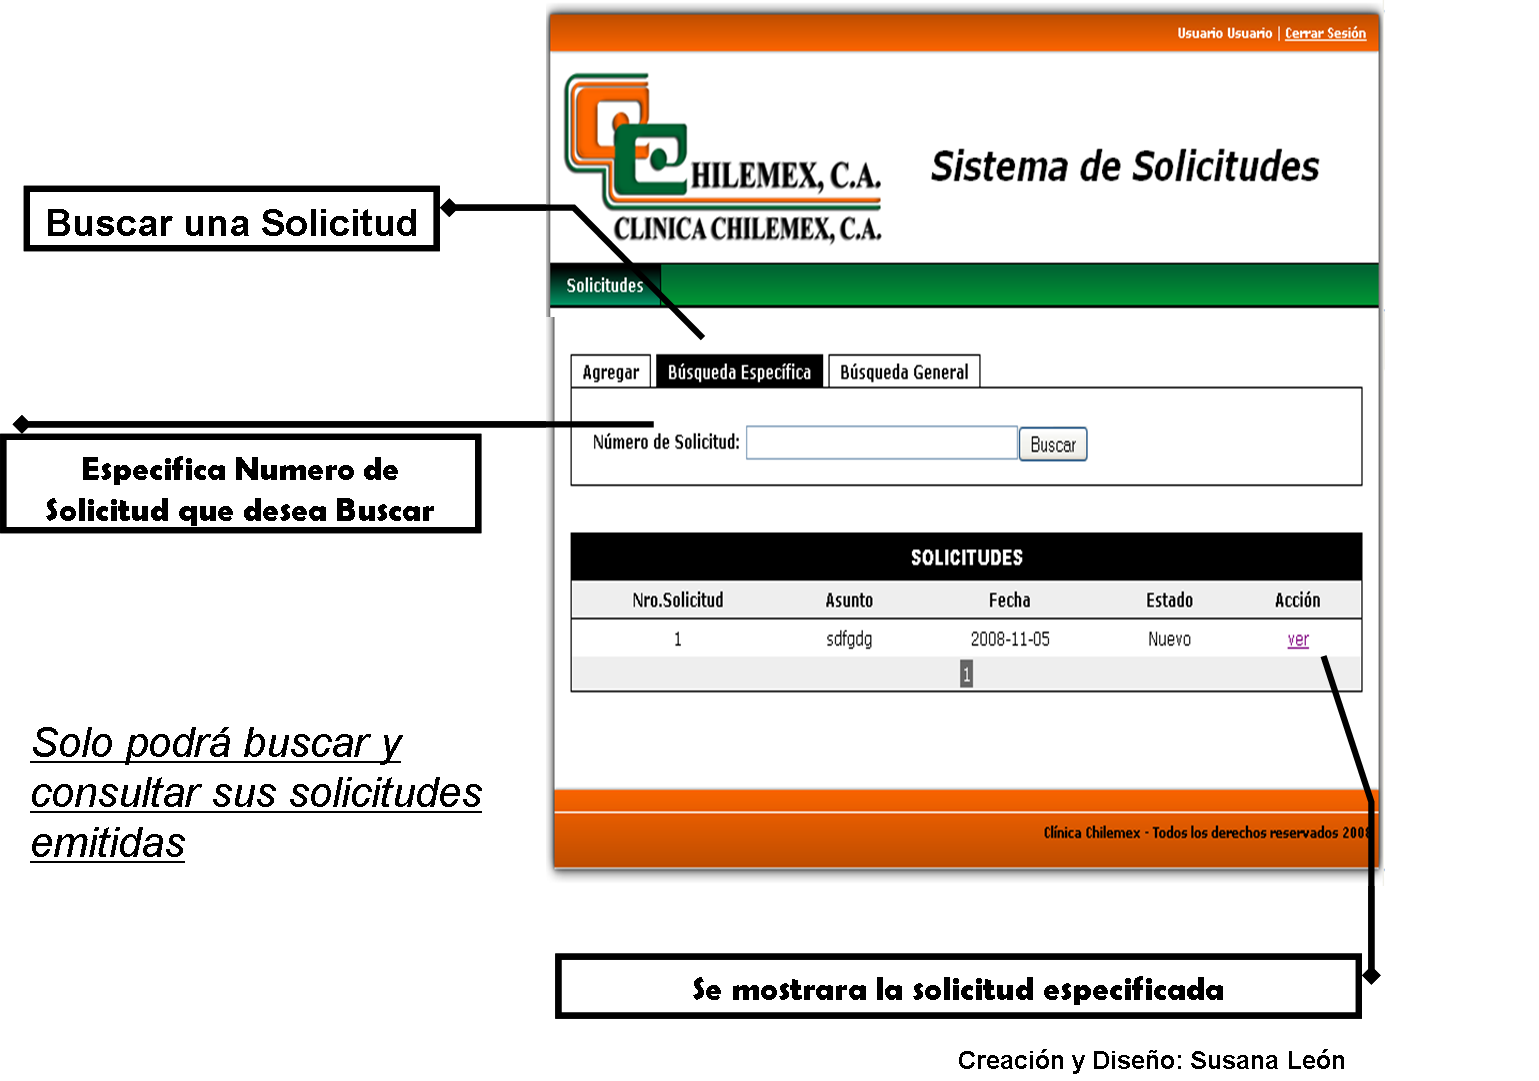 Usuario Usuario | Cerrar Sesión
HILEMEX, C.A.
CLINICA CHILEMEX, C.A.
Sistema de Solicitudes
Buscar una Solicitud
Solicitudes
Agregar Búsqueda Específica Búsqueda General
Número de Solicitud: Buscar
Especifica Numero de
Solicitud que desea Buscar
SOLICITUDES
Nro.Solicitud Asunto Fecha Estado Acción
1 sdfgdg 2008-11-05 Nuevo ver
1
Solo podrá buscar y
consultar sus solicitudes
emitidas
Clínica Chilemex - Todos los derechos reservados 2008
Se mostrara la solicitud especificada
Creación y Diseño: Susana León